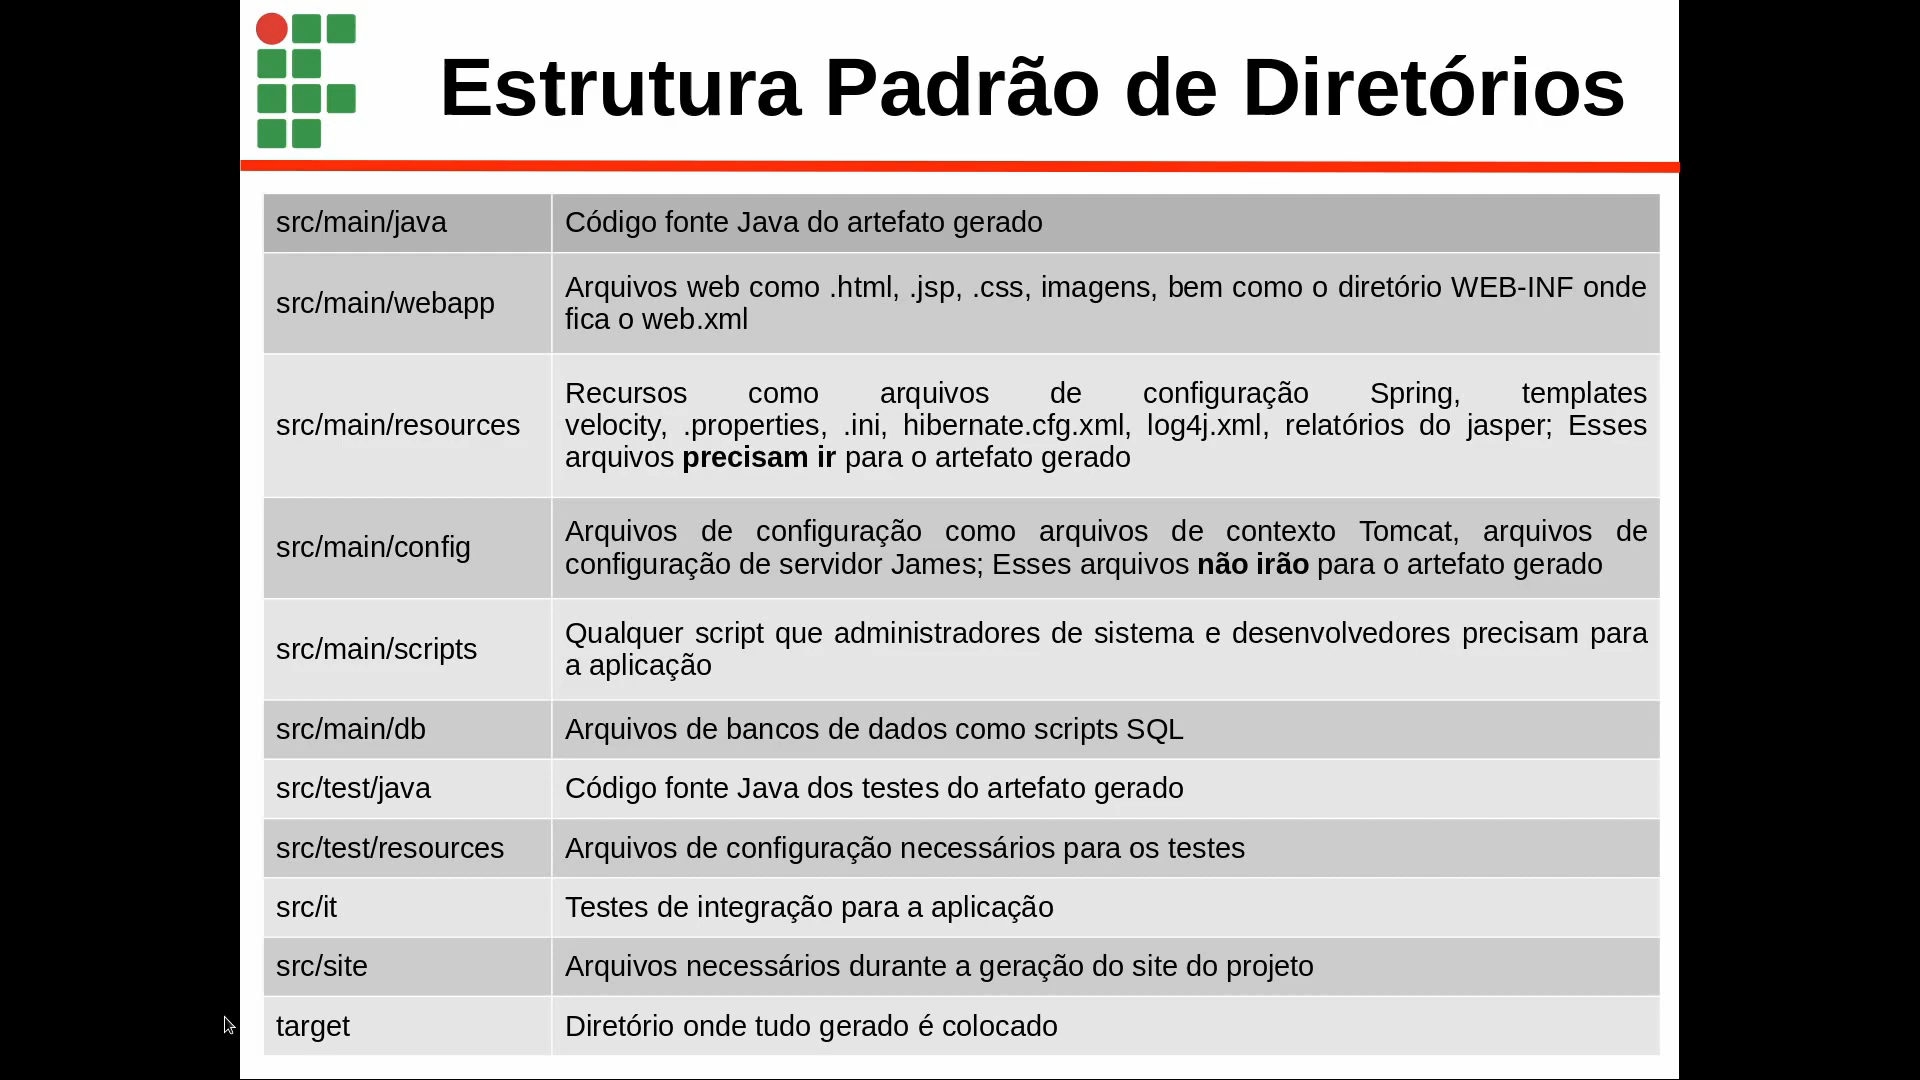 Estrutura Padrão de Diretórios
src/main/java
Código fonte Java do artefato gerado
src/main/webapp
Arquivos web como .html, .jsp, .css, imagens, bem como o diretório WEB-INF onde
fica o web.xml
src/main/resources
Recursos como arquivos de configuração Spring, templates
velocity, .properties, .ini, hibernate.cfg.xml, log4j.xml, relatórios do jasper; Esses
arquivos precisam ir para o artefato gerado
src/main/config
Arquivos de configuração como arquivos de contexto Tomcat, arquivos de
configuração de servidor James; Esses arquivos não irão para o artefato gerado
src/main/scripts
Qualquer script que administradores de sistema e desenvolvedores precisam para
a aplicação
src/main/db
Arquivos de bancos de dados como scripts SQL
src/test/java
Código fonte Java dos testes do artefato gerado
src/test/resources
Arquivos de configuração necessários para os testes
src/it
Testes de integração para a aplicação
src/site
Arquivos necessários durante a geração do site do projeto
target
Diretório onde tudo gerado é colocado